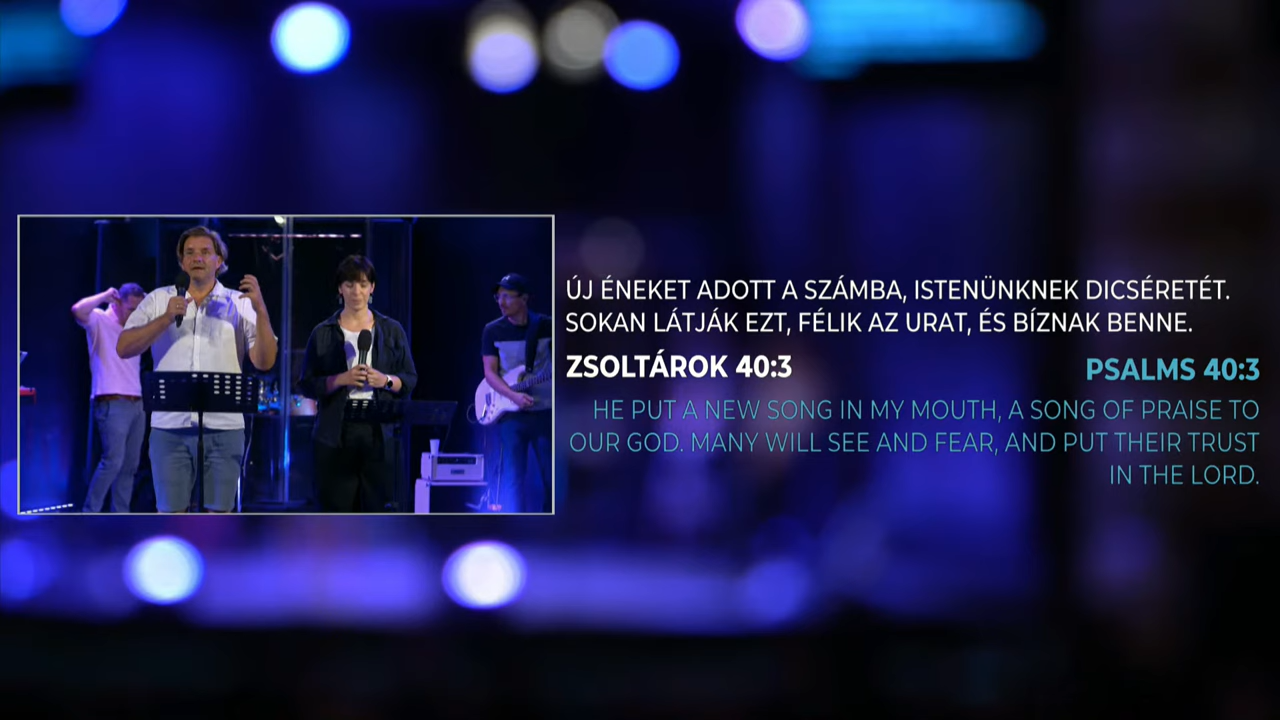 ÚJ ÉNEKET ADOTT A SZÁMBA, ISTENÜNKNEK DICSÉRETÉT.
SOKAN LÁTJÁK EZT, FÉLIK AZ URAT, ÉS BÍZNAK BENNE.
ZSOLTÁROK 40:3
PSALMS 40:3
HE PUT A NEW SONG IN MY MOUTH, A SONG OF PRAISE TO
OUR GOD. MANY WILL SEE AND FEAR, AND PUT THEIR TRUST
IN THE LORD.